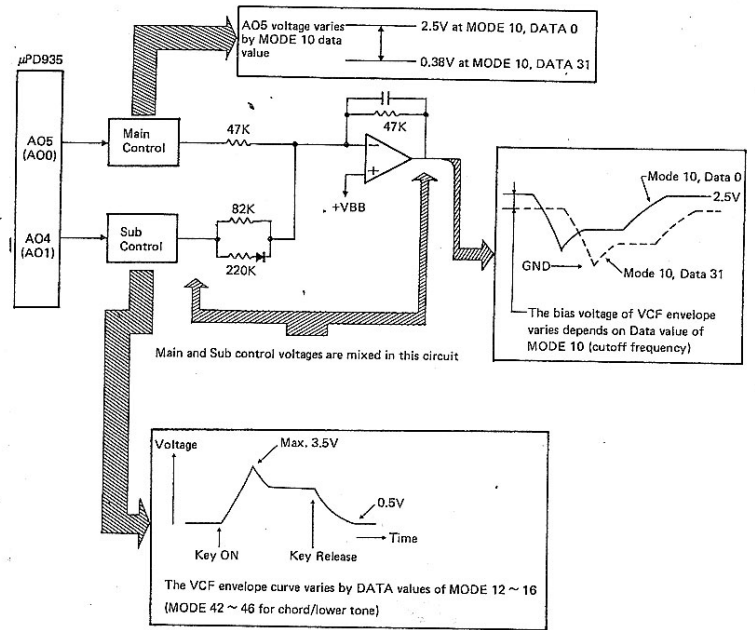 AO5 voltage varies
by MODE 10 data
value
2.5V at MODE 10, DATA 0
0.38V at MODE 10, DATA 31
μPD935
AO5
(AO0)
Main
Control
47K
47K
−
+
+VBB
AO4
(AO1)
Sub
Control
82K
220K
Mode 10, Data 0
2.5V
GND
Mode 10, Data 31
The bias voltage of VCF envelope
varies depends on Data value of
MODE 10 (cutoff frequency)
Main and Sub control voltages are mixed in this circuit
Voltage
Max. 3.5V
0.5V
Time
Key ON
Key Release
The VCF envelope curve varies by DATA values of MODE 12 ~ 16
(MODE 42 ~ 46 for chord/lower tone)